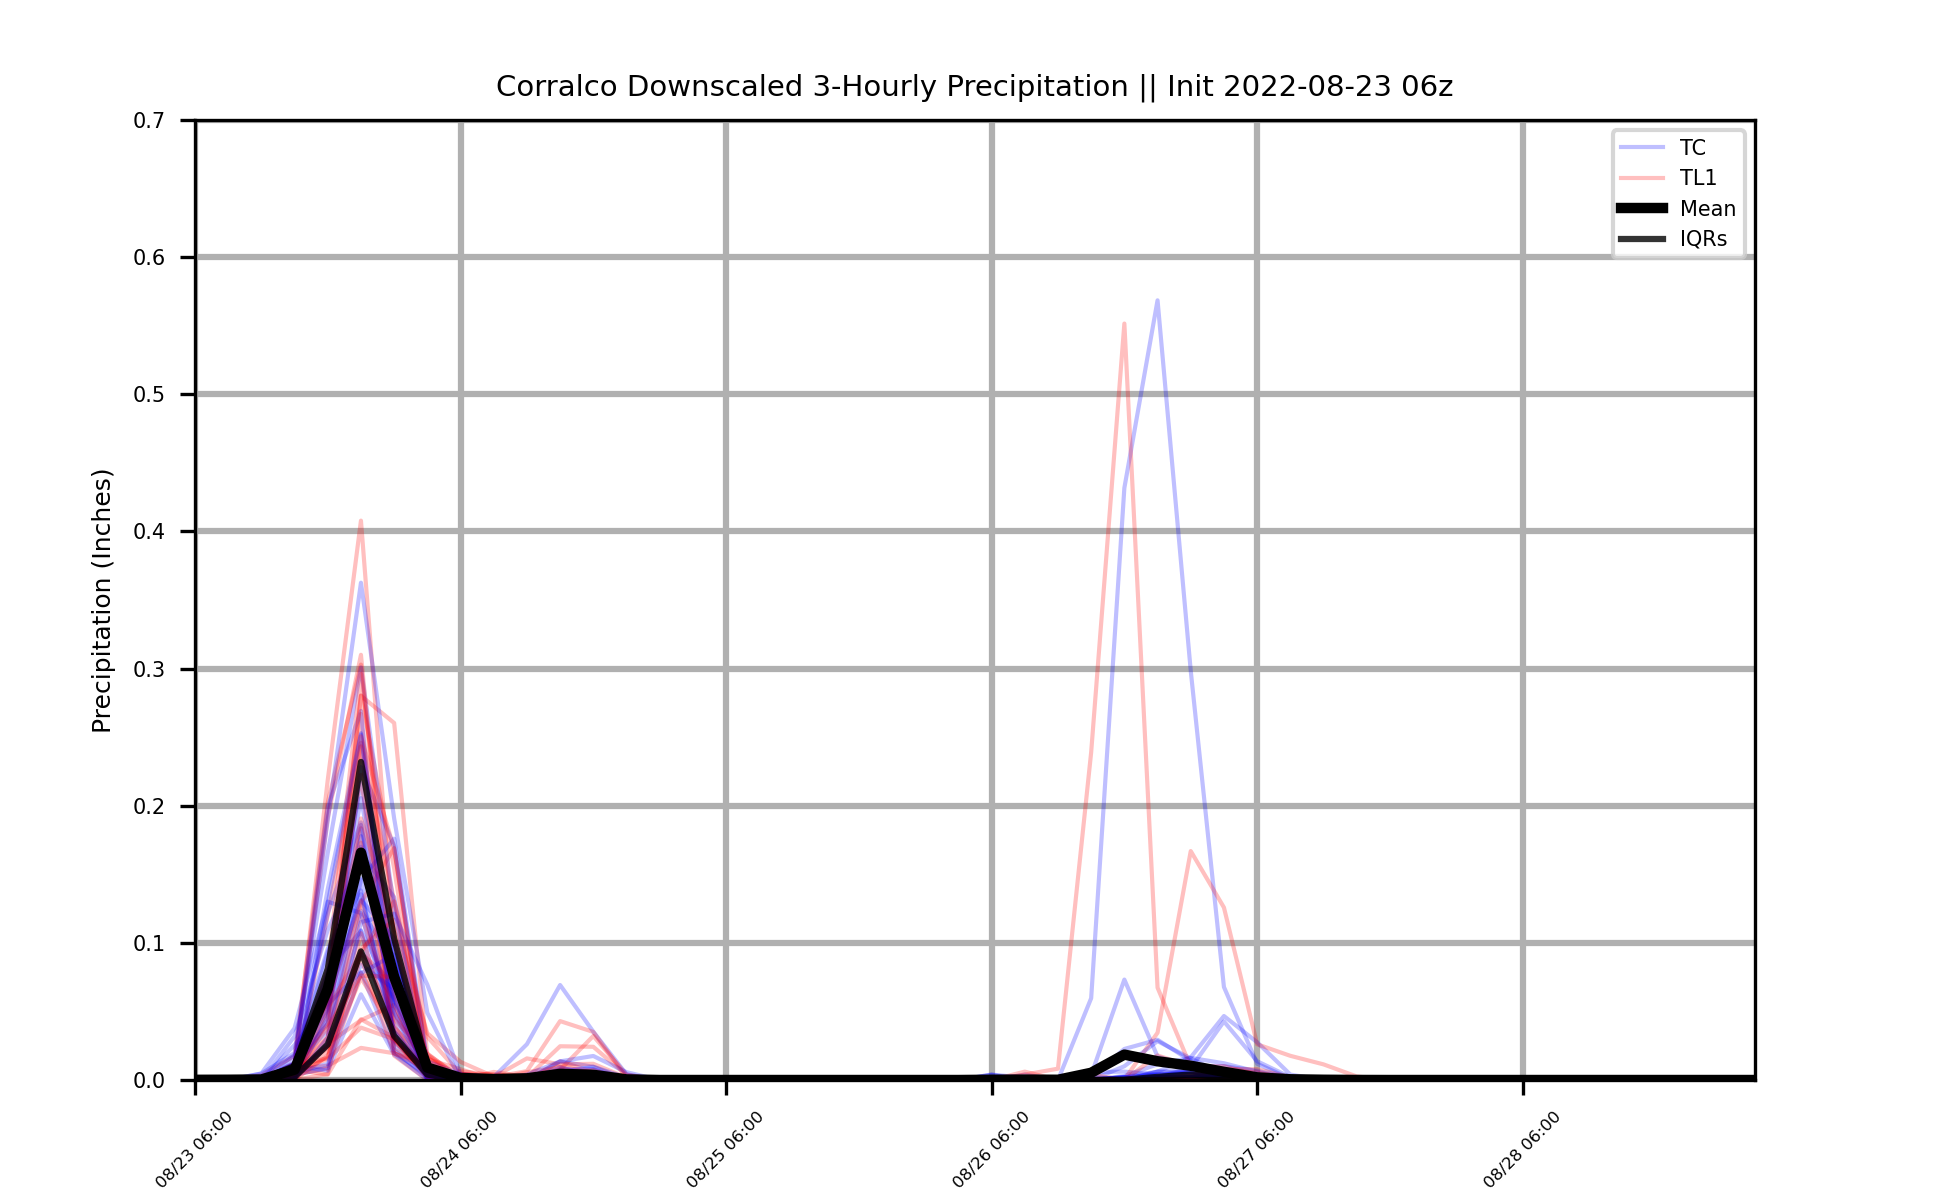 Corralco Downscaled 3-Hourly Precipitation || Init 2022-08-23 06z
TC
TL1
Mean
IQRs
Precipitation (Inches)
0.7
0.6
0.5
0.4
0.3
0.2
0.1
0.0
08/23 06:00
08/24 06:00
08/25 06:00
08/26 06:00
08/27 06:00
08/28 06:00